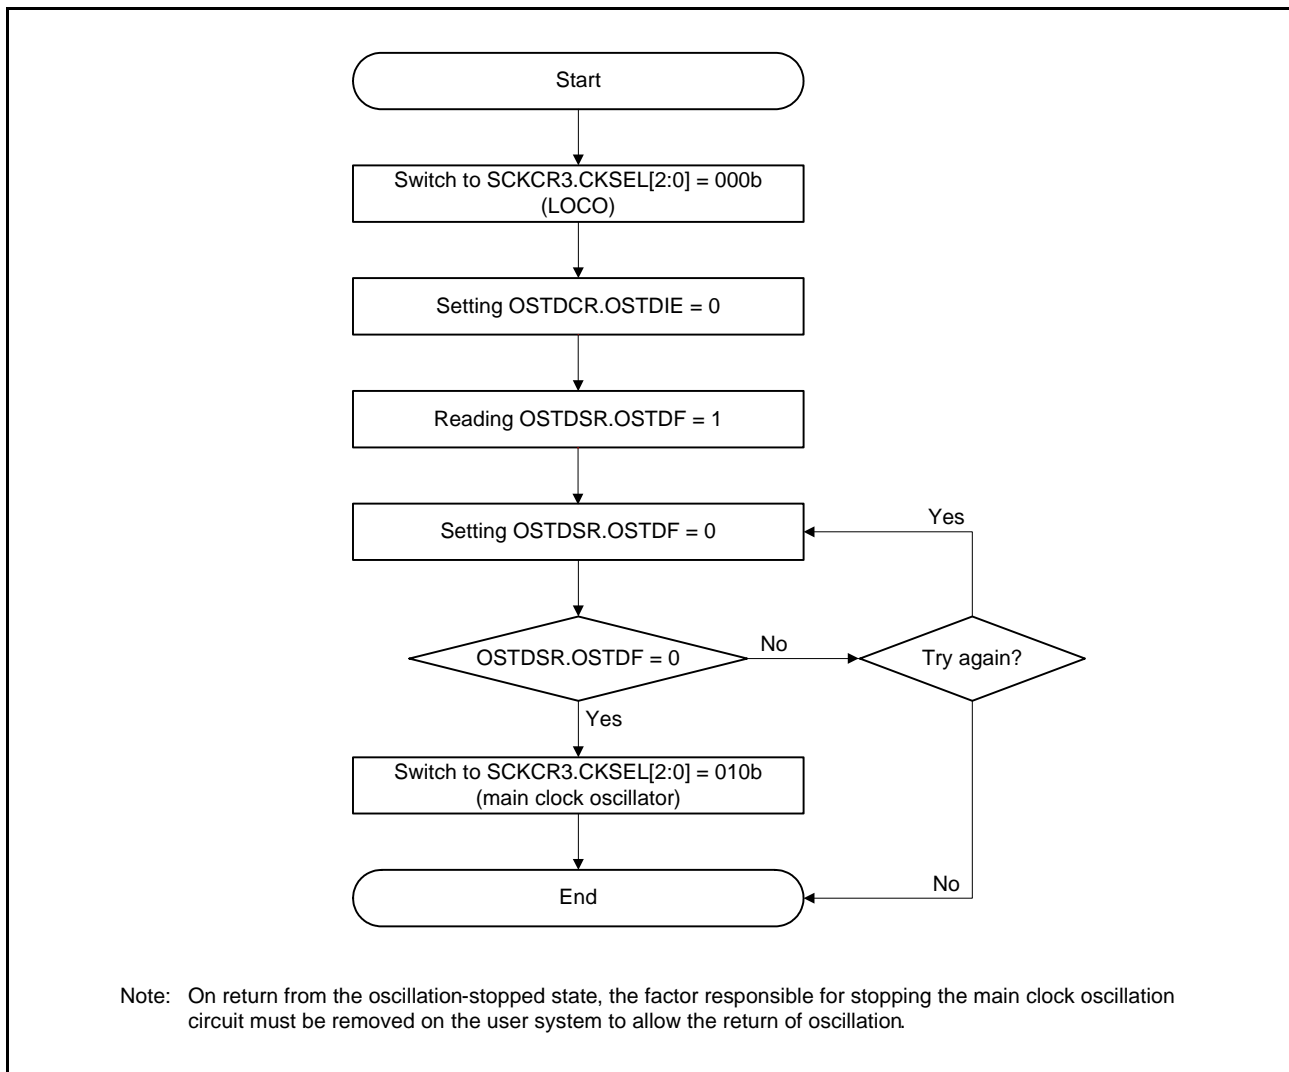 Start
Switch to SCKCR3.CKSEL[2:0] = 000b
(LOCO)
Setting OSTDCR.OSTDIE = 0
Reading OSTDSR.OSTDF = 1
Setting OSTDSR.OSTDF = 0
Yes
OSTDSR.OSTDF = 0
No
Try again?
Yes
Switch to SCKCR3.CKSEL[2:0] = 010b
(main clock oscillator)
No
End
Note: On return from the oscillation-stopped state, the factor responsible for stopping the main clock oscillation
circuit must be removed on the user system to allow the return of oscillation.